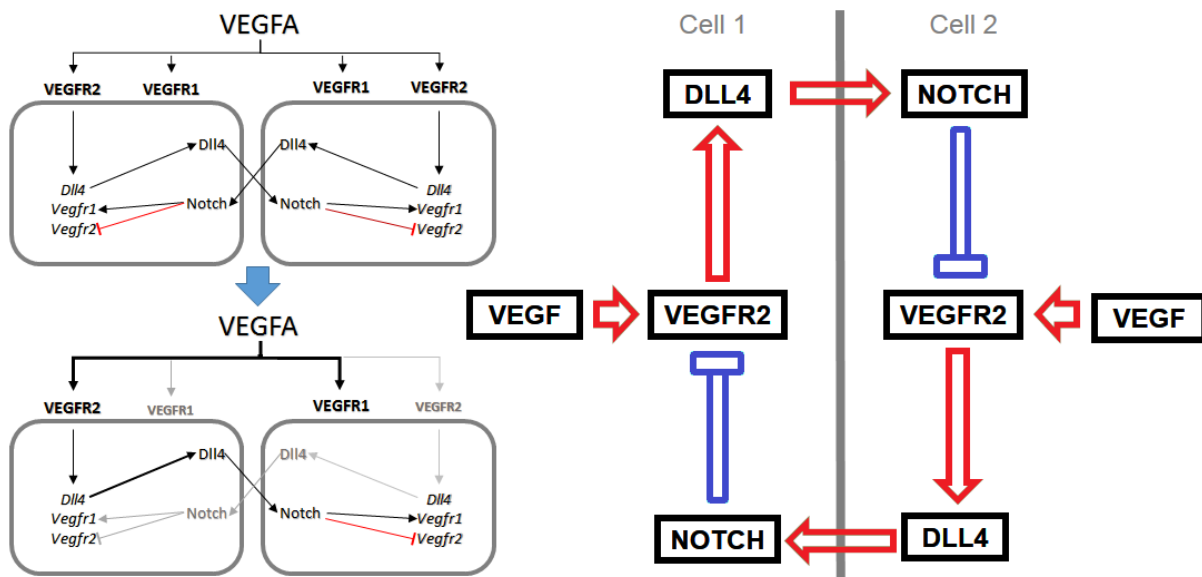 VEGFA
VEGFR2 VEGFR1 VEGFR1 VEGFR2
Dll4 Dll4
Dll4 Dll4
Vegfr1 Notch Notch Vegfr1
Vegfr2 Vegfr2
VEGFA
VEGFR2 VEGFR1 VEGFR1 VEGFR2
Dll4 Dll4
Dll4 Dll4
Vegfr1 Notch Notch Vegfr1
Vegfr2 Vegfr2
Cell 1 Cell 2
DLL4 NOTCH
VEGF VEGFR2 VEGFR2 VEGF
NOTCH DLL4